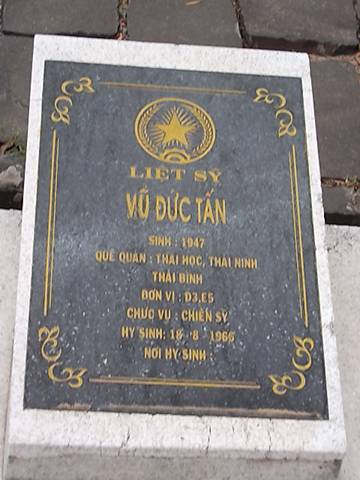 LIỆT SỸ
VŨ ĐỨC TẤN
SINH : 1947
QUÊ QUÁN : THÁI HỌC, THÁI NINH
THÁI BÌNH
ĐƠN VỊ : D3,E5
CHỨC VỤ : CHIẾN SỸ
HY SINH: 18 - 8 - 1966
NƠI HY SINH :